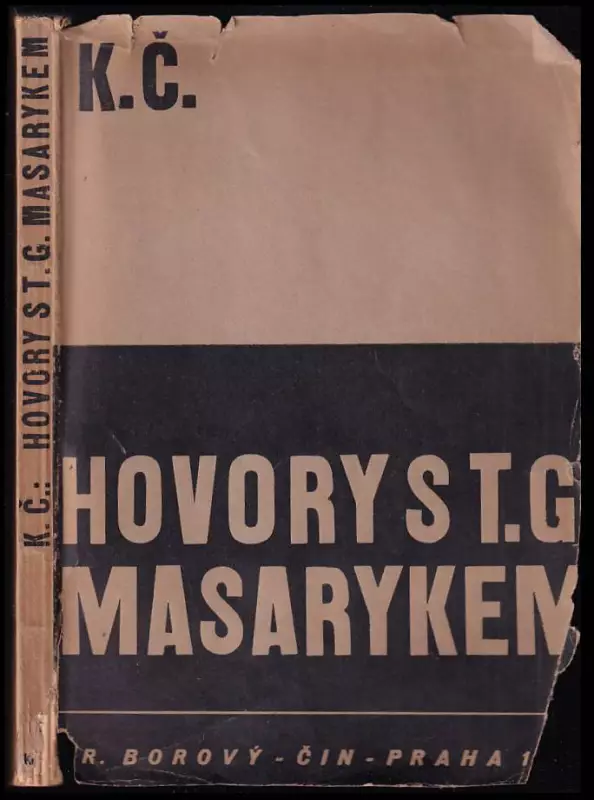 K.Č.: HOVORY S T.G. MASARYKEM
K.Č.
HOVORY S T.G
MASARYKEM
R. BOROVÝ - ČIN - PRAHA 1